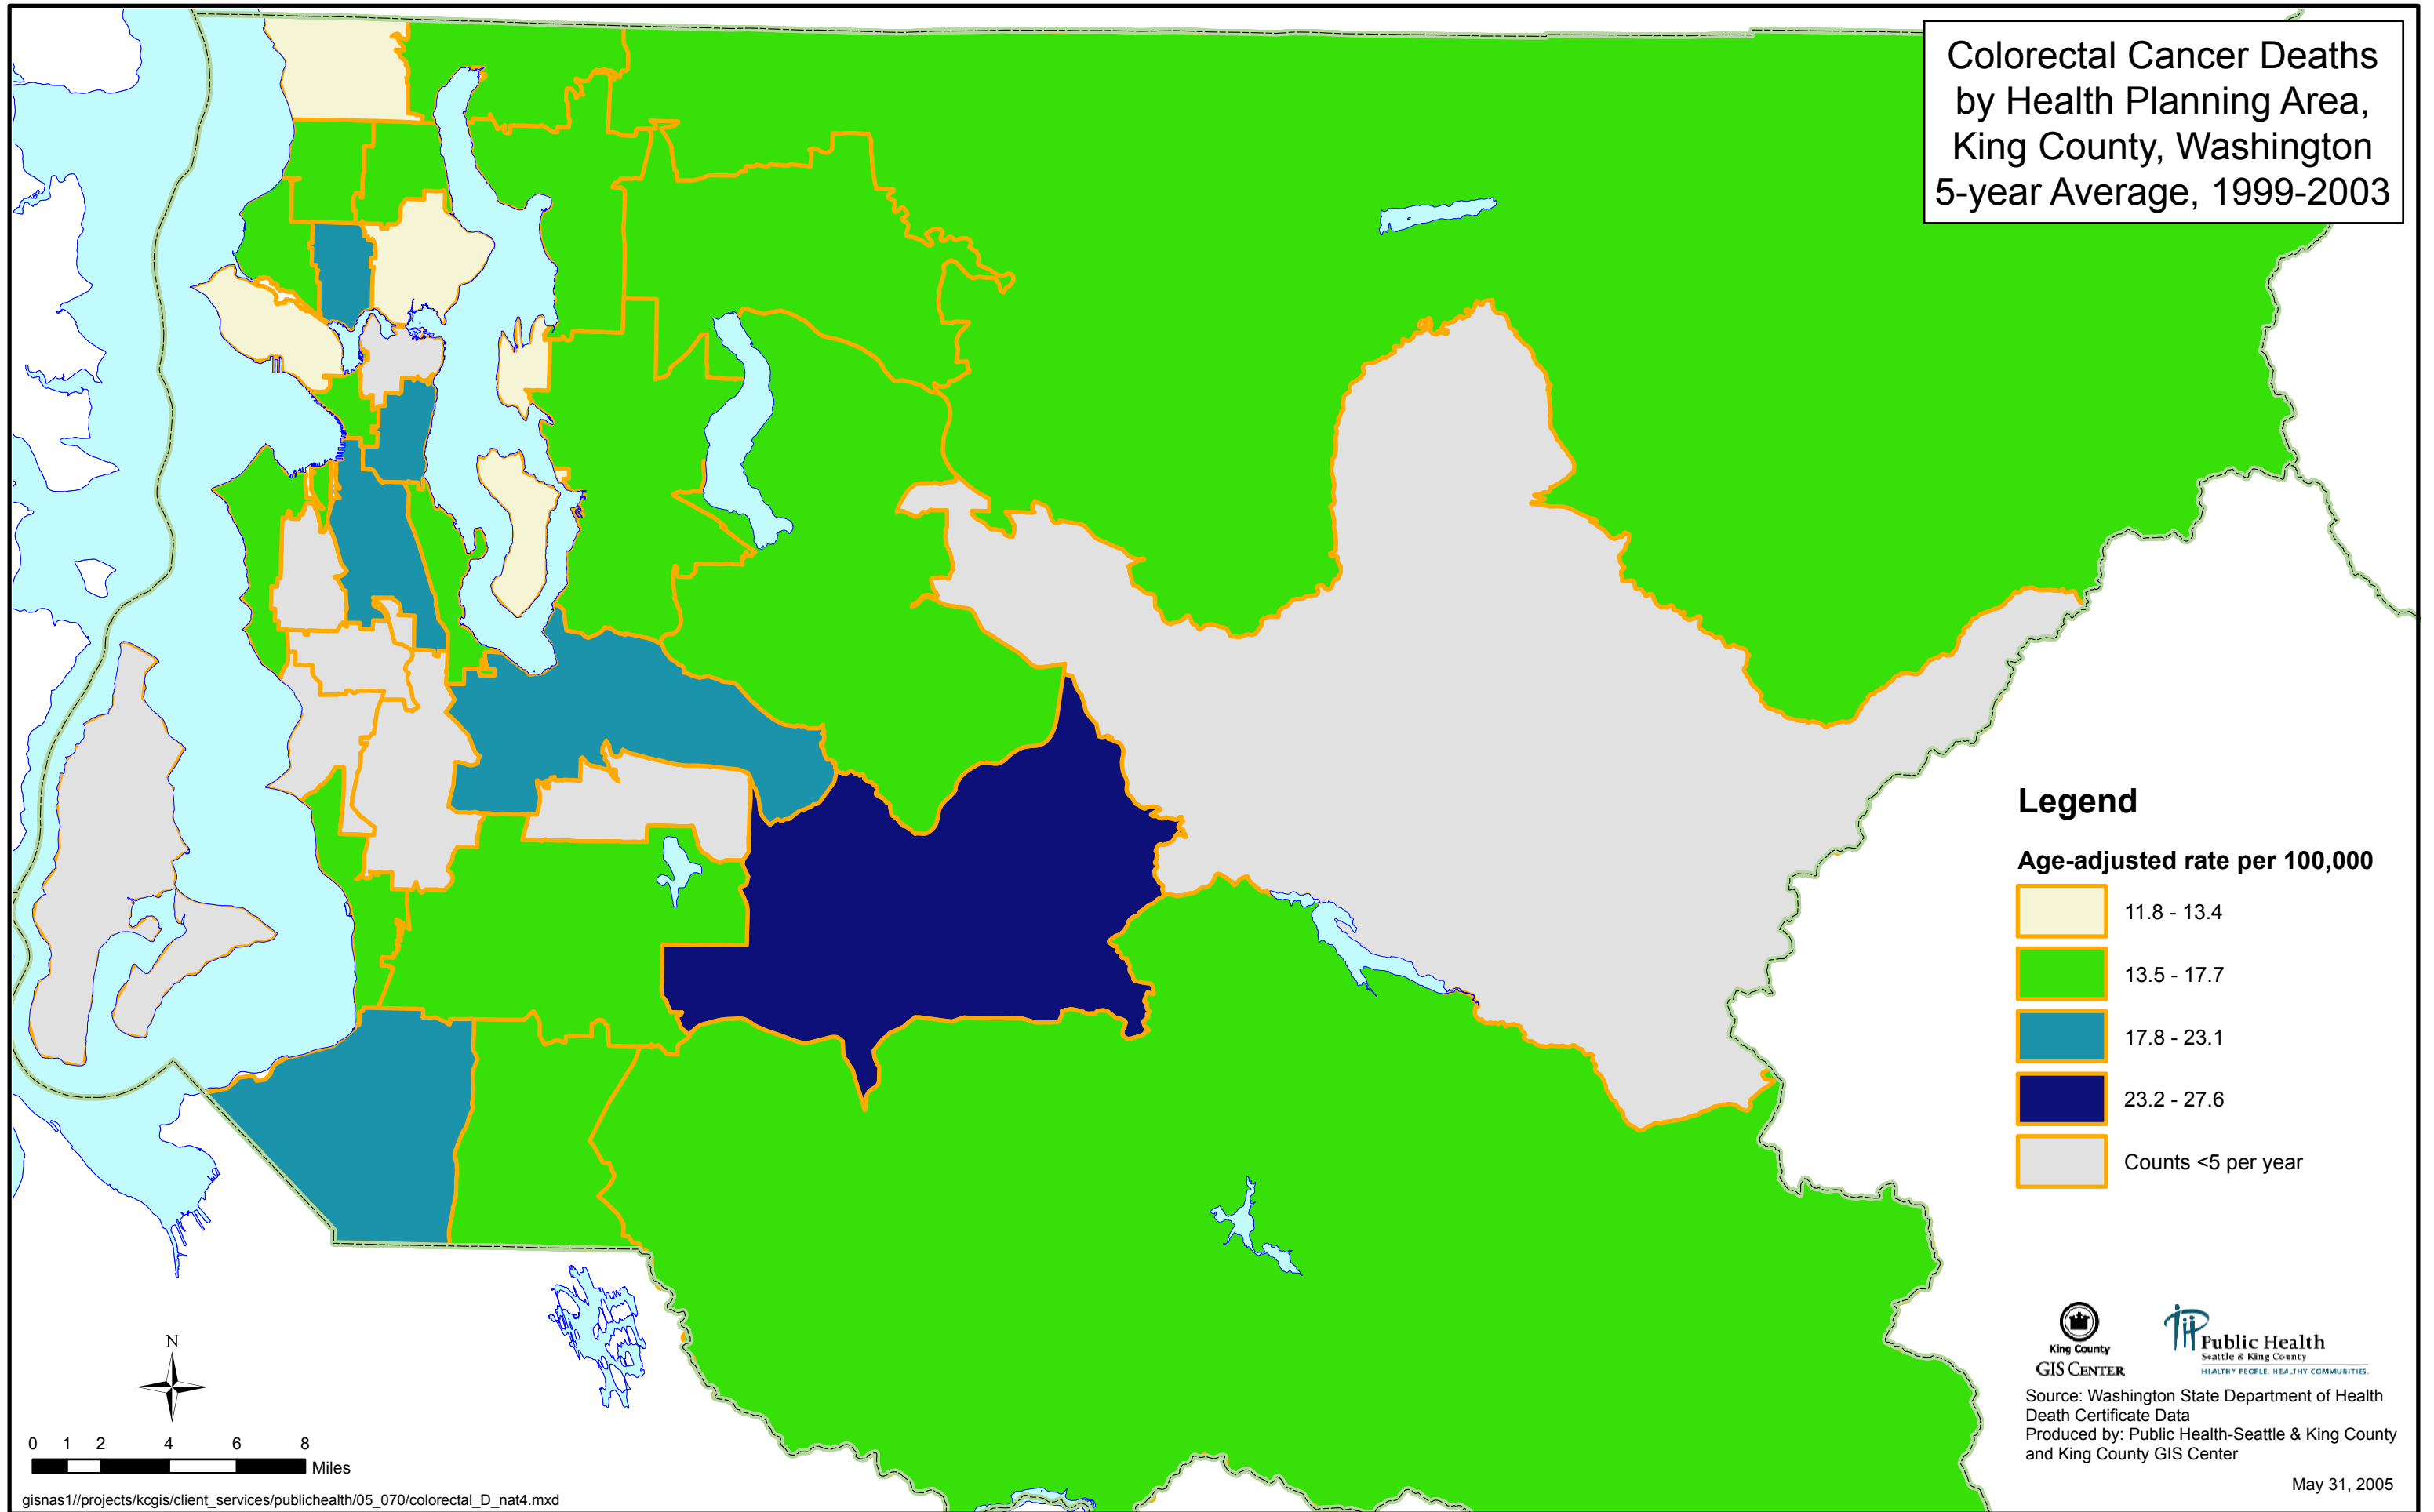 Colorectal Cancer Deaths
by Health Planning Area,
King County, Washington
5-year Average, 1999-2003
Legend
Age-adjusted rate per 100,000
11.8 - 13.4
13.5 - 17.7
17.8 - 23.1
23.2 - 27.6
Counts <5 per year
King County
GIS CENTER
Public Health
Seattle & King County
HEALTHY PEOPLE. HEALTHY COMMUNITIES.
Source: Washington State Department of Health
Death Certificate Data
Produced by: Public Health-Seattle & King County
and King County GIS Center
May 31, 2005
N
0 1 2 4 6 8
Miles
gisnas1//projects/kcgis/client_services/publichealth/05_070/colorectal_D_nat4.mxd